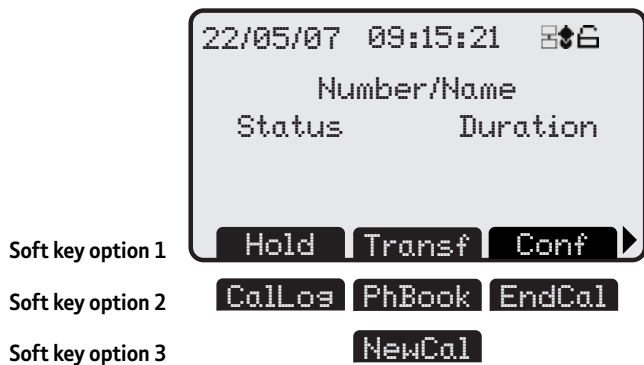 22/05/07 09:15:21
Number/Name
Status Duration
Soft key option 1 Hold Transf Conf
Soft key option 2 CalLog PhBook EndCal
Soft key option 3 NewCal